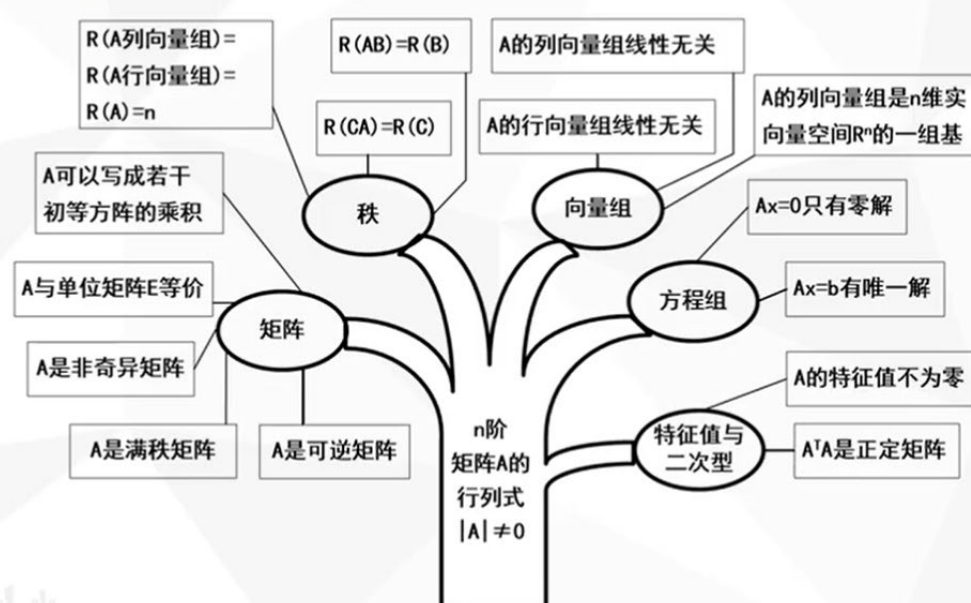 R(A列向量组)=
R(A行向量组)=
R(A)=n
R(AB)=R(B)
A的列向量组线性无关
R(CA)=R(C)
A的行向量组线性无关
A的列向量组是n维实
向量空间Rⁿ的一组基
A可以写成若干
初等方阵的乘积
秩
向量组
Ax=0只有零解
A与单位矩阵E等价
矩阵
方程组
Ax=b有唯一解
A是非奇异矩阵
A的特征值不为零
A是满秩矩阵
A是可逆矩阵
n阶
矩阵A的
行列式
|A|≠0
特征值与
二次型
AᵀA是正定矩阵